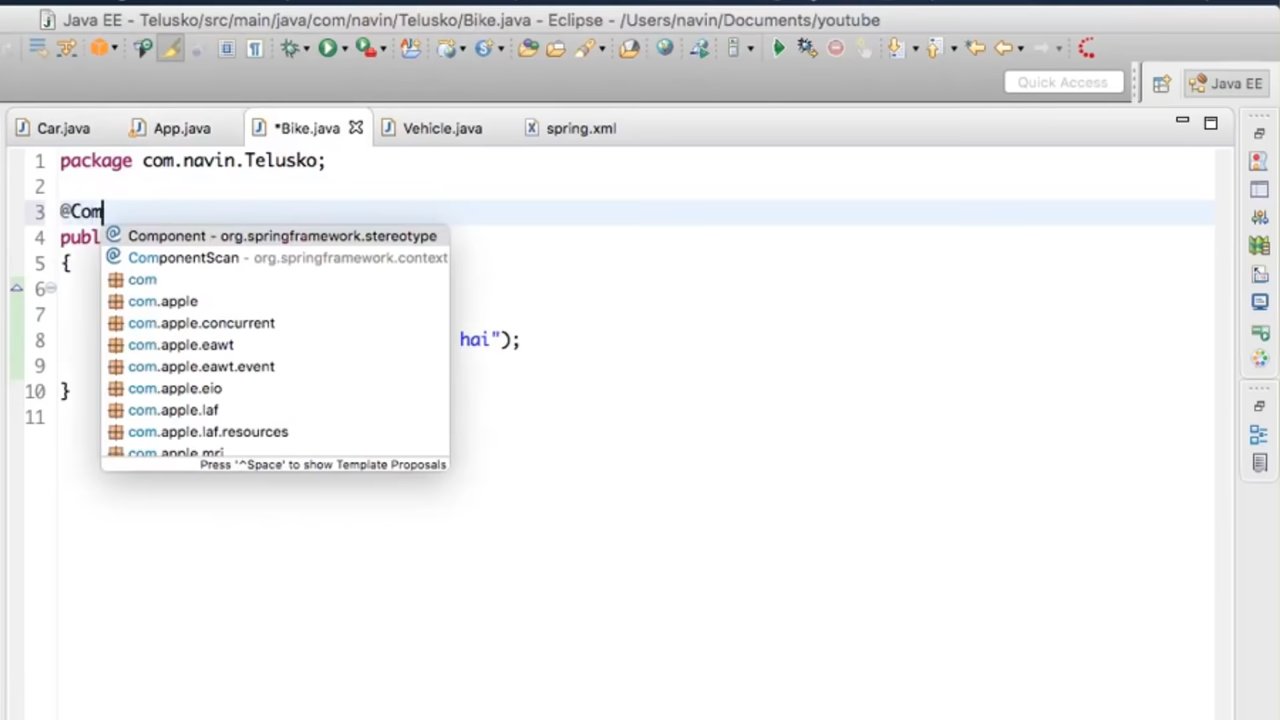 Java EE - Telusko/src/main/java/com/navin/Telusko/Bike.java - Eclipse - /Users/navin/Documents/youtube
Quick Access
Java EE
Car.java
App.java
*Bike.java
Vehicle.java
spring.xml
1 package com.navin.Telusko;
2
3 @Com
4 publ
5 {
6
7
8 hai");
9
10 }
11
Component - org.springframework.stereotype
ComponentScan - org.springframework.context
com
com.apple
com.apple.concurrent
com.apple.eawt
com.apple.eawt.event
com.apple.eio
com.apple.laf
com.apple.laf.resources
com.apple.mrj
Press '^Space' to show Template Proposals